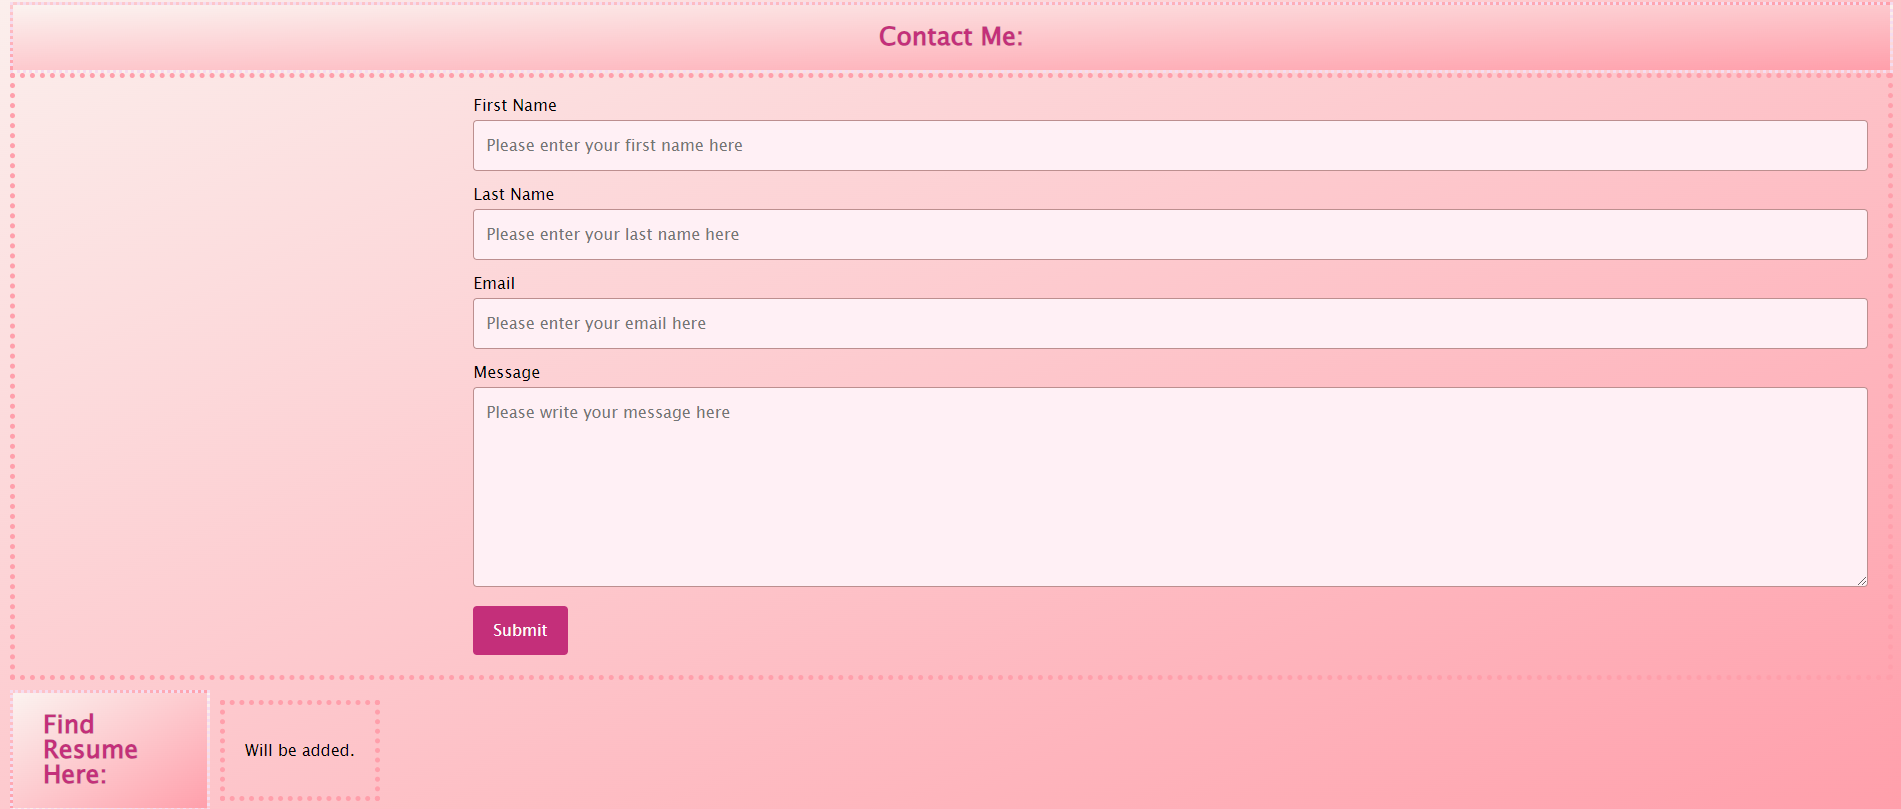 Contact Me:
First Name
Please enter your first name here
Last Name
Please enter your last name here
Email
Please enter your email here
Message
Please write your message here
Submit
Find
Resume
Here:
Will be added.